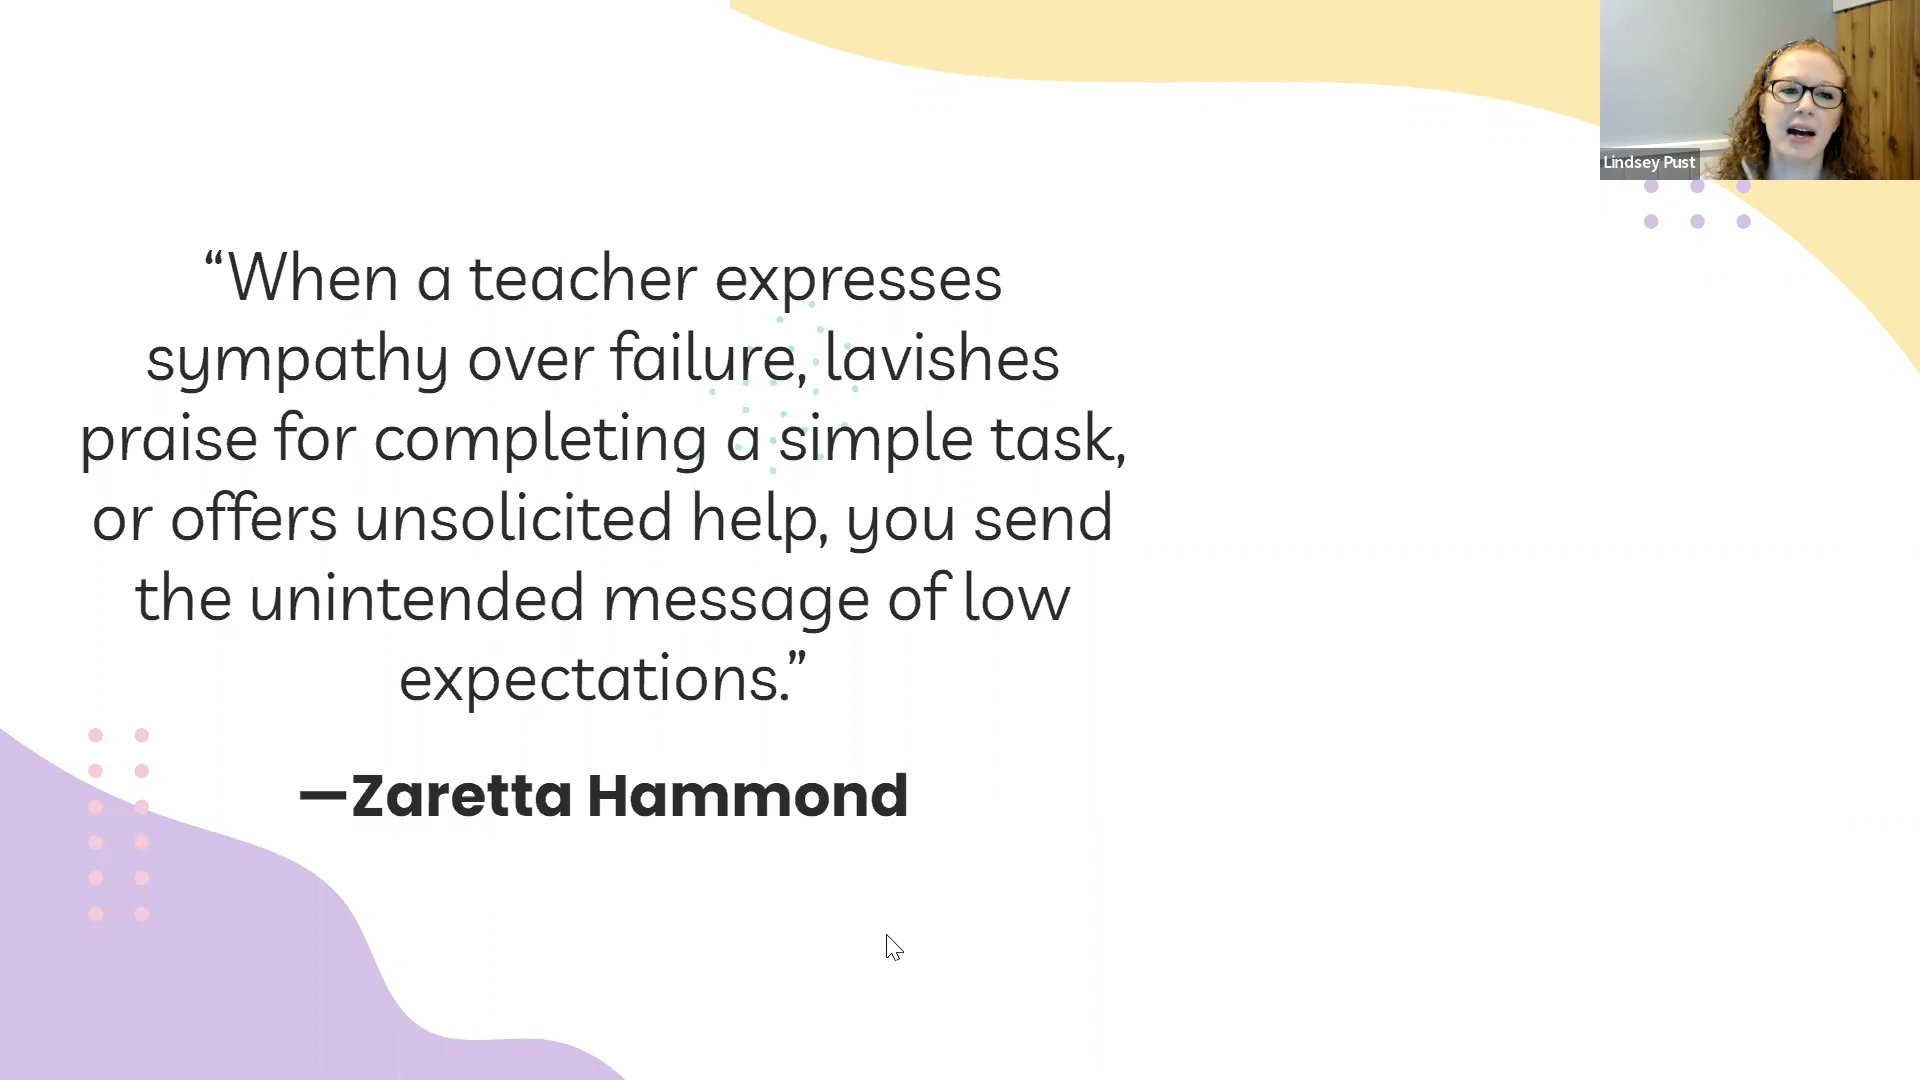 Lindsey Pust
“When a teacher expresses
sympathy over failure, lavishes
praise for completing a simple task,
or offers unsolicited help, you send
the unintended message of low
expectations.”
—Zaretta Hammond